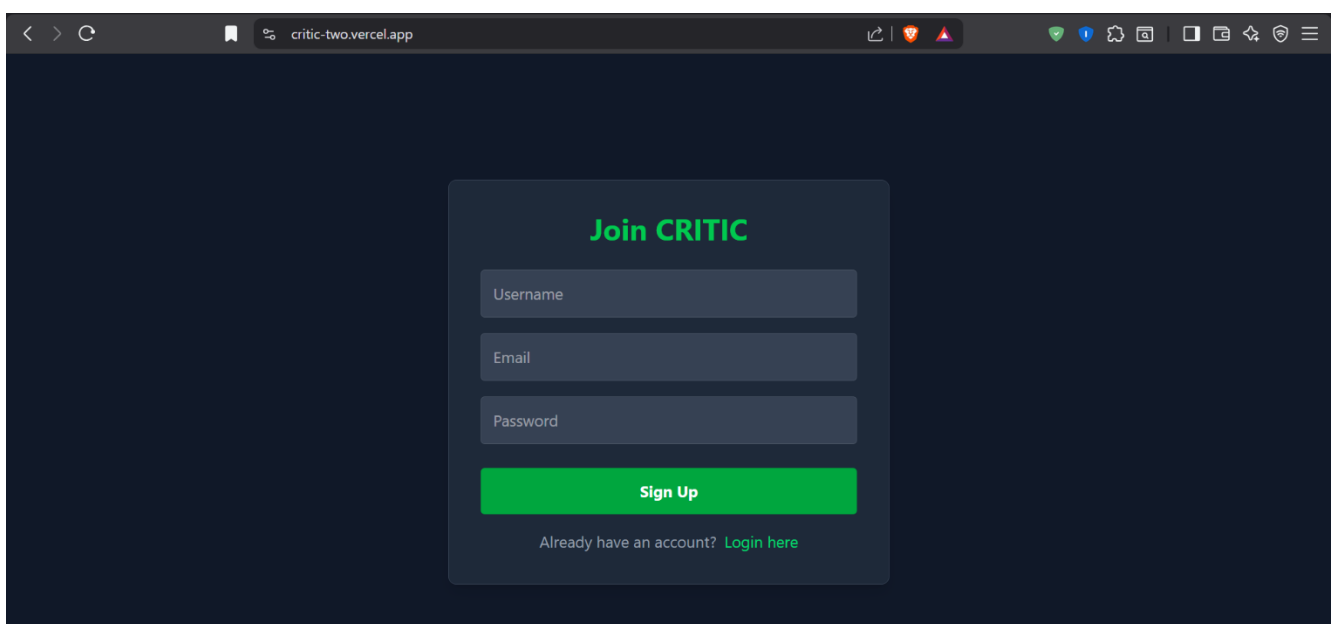 critic-two.vercel.app
Join CRITIC
Username
Email
Password
Sign Up
Already have an account? Login here